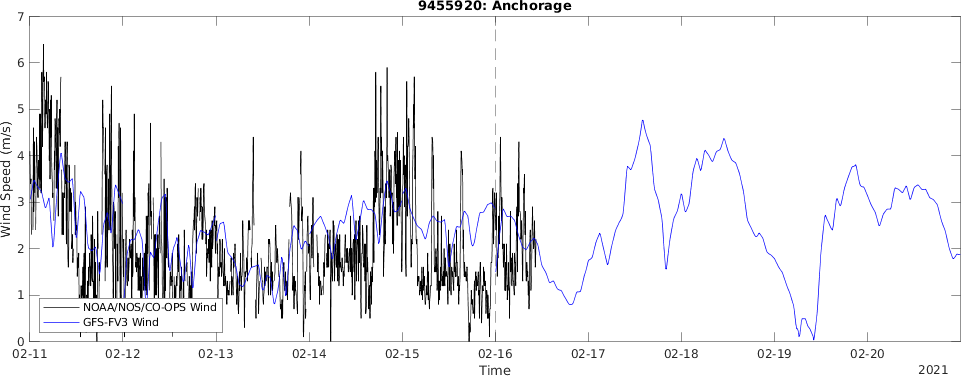 9455920: Anchorage
7
6
5
4
3
2
1
0
Wind Speed (m/s)
NOAA/NOS/CO-OPS Wind
GFS-FV3 Wind
02-11 02-12 02-13 02-14 02-15 02-16 02-17 02-18 02-19 02-20
Time
2021